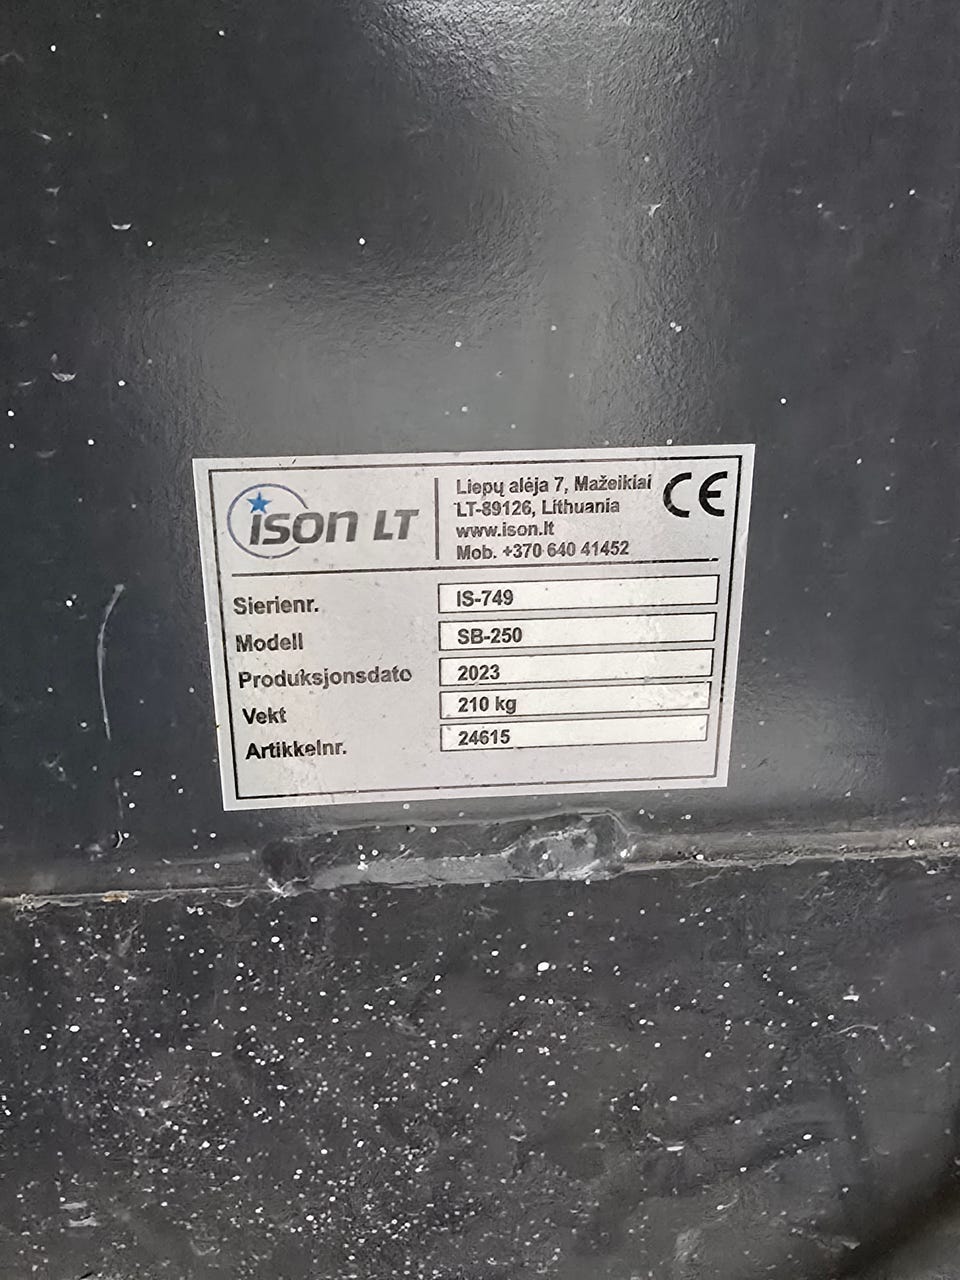 ison LT
Liepų alėja 7, Mažeikiai
LT-89126, Lithuania
www.ison.lt
Mob. +370 640 41452
CE
Sierienr. IS-749
Modell SB-250
Produksjonsdato 2023
Vekt 210 kg
Artikkelnr. 24615